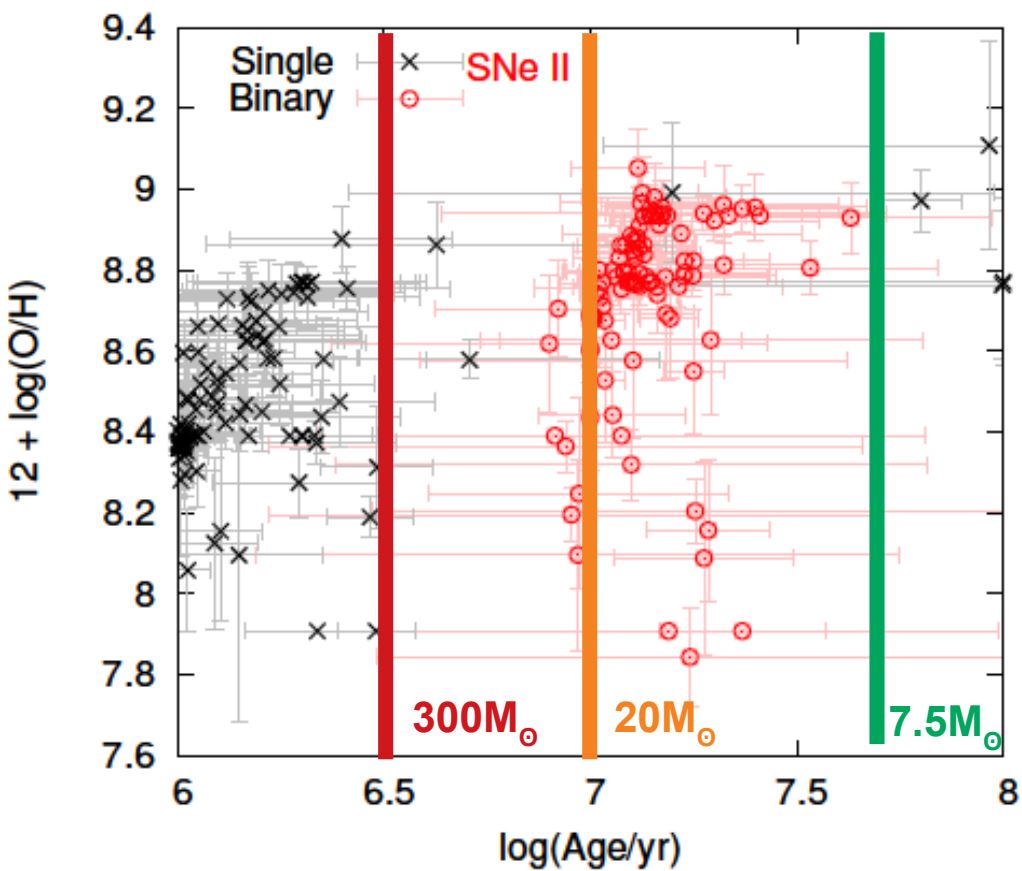 9.4
Single
SNe II
Binary
9.2
9
8.8
8.6
8.4
8.2
8
7.8
7.6
12 + log(O/H)
300M⊙
20M⊙
7.5M⊙
6
6.5
7
7.5
8
log(Age/yr)